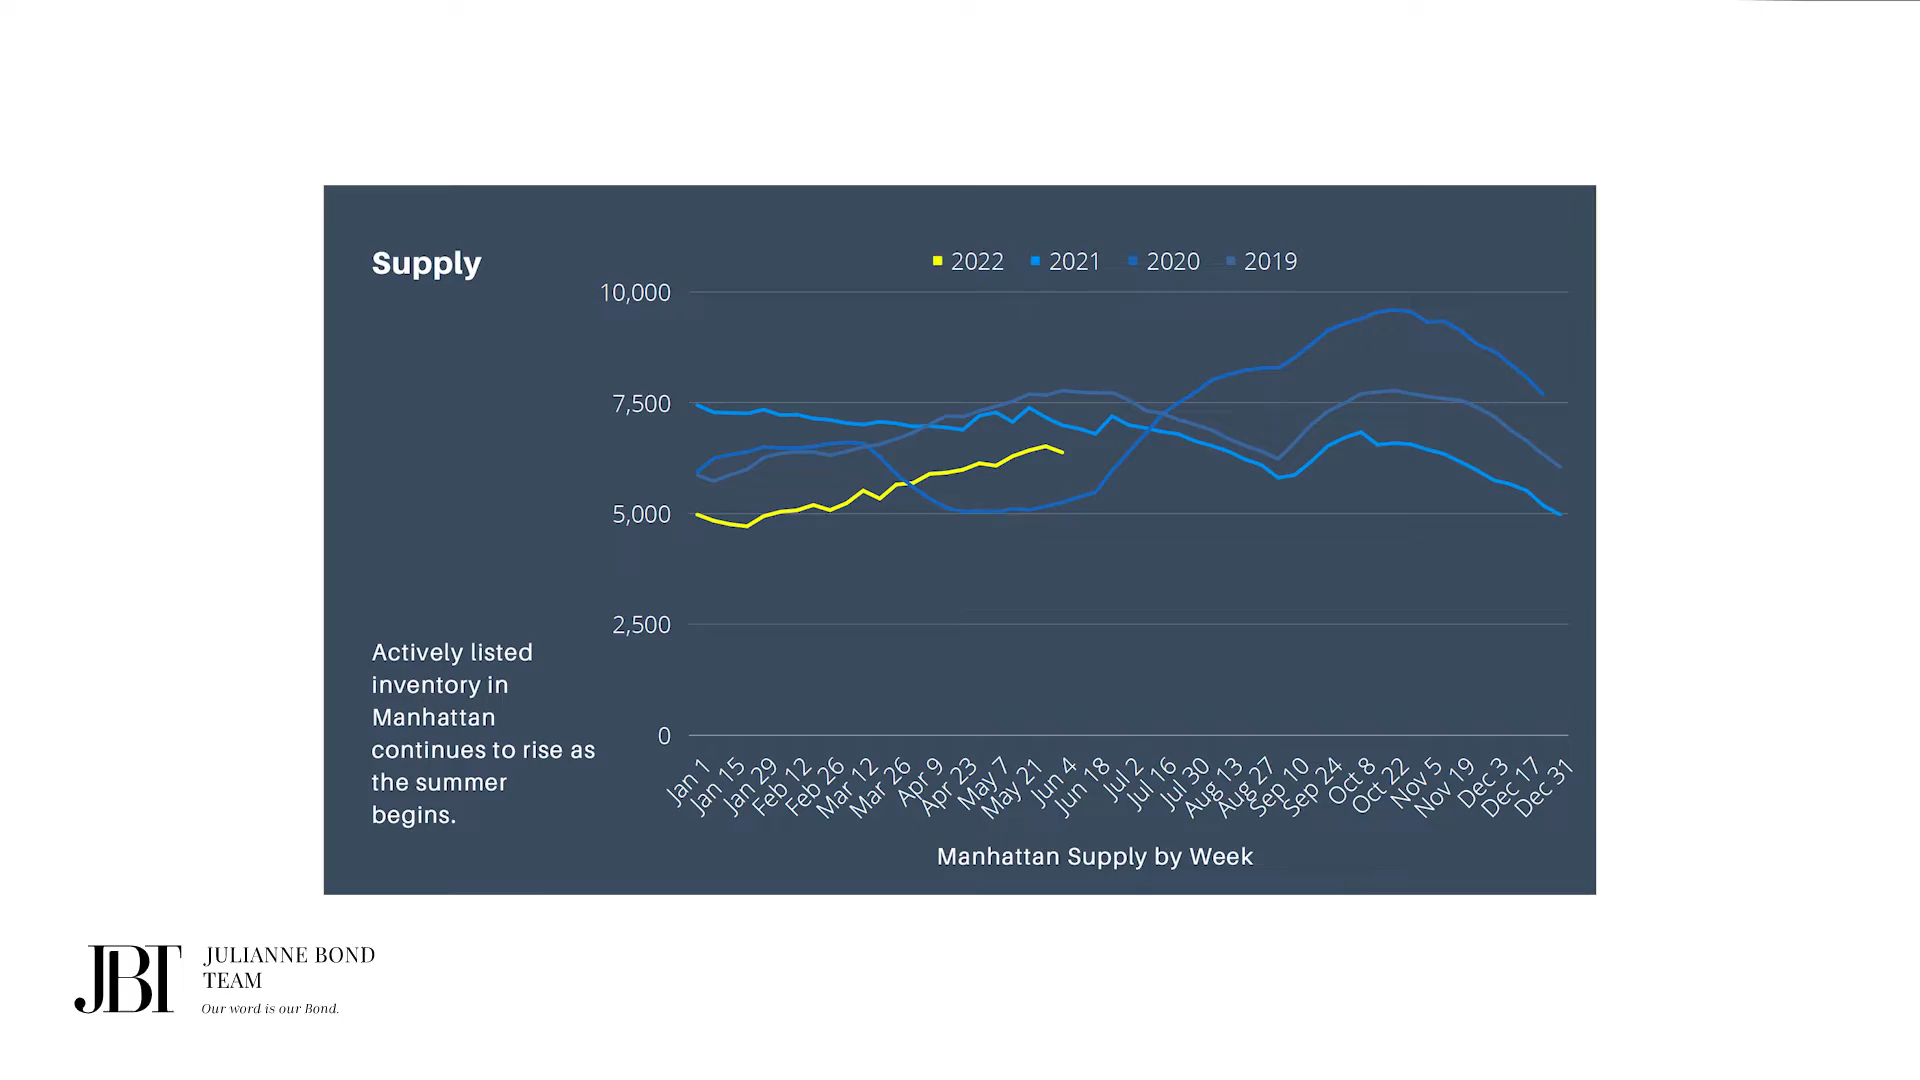 Supply
2022 2021 2020 2019
10,000
7,500
5,000
2,500
0
Actively listed
inventory in
Manhattan
continues to rise as
the summer
begins.
Jan 1 Jan 15 Jan 29 Feb 12 Feb 26 Mar 12 Mar 26 Apr 9 Apr 23 May 7 May 21 Jun 4 Jun 18 Jul 2 Jul 16 Jul 30 Aug 13 Aug 27 Sep 10 Sep 24 Oct 8 Oct 22 Nov 5 Nov 19 Dec 3 Dec 17 Dec 31
Manhattan Supply by Week
JBT
JULIANNE BOND
TEAM
Our word is our Bond.